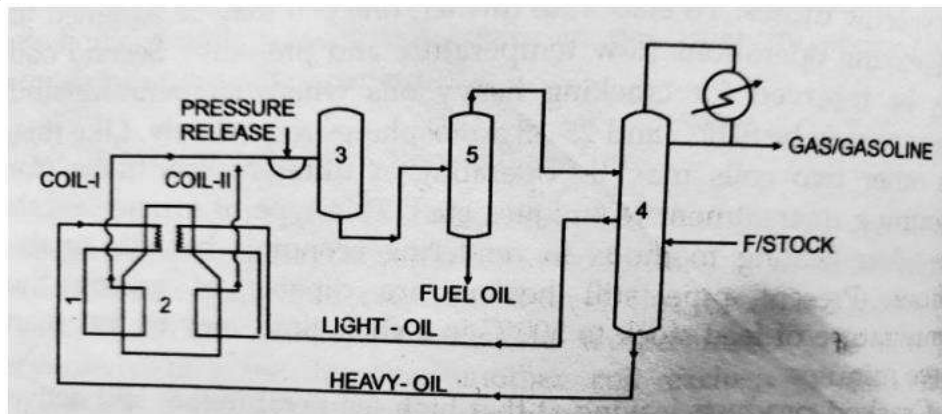 PRESSURE
RELEASE
3
5
GAS/GASOLINE
COIL-I
COIL-II
4
F/STOCK
1
2
FUEL OIL
LIGHT-OIL
HEAVY-OIL